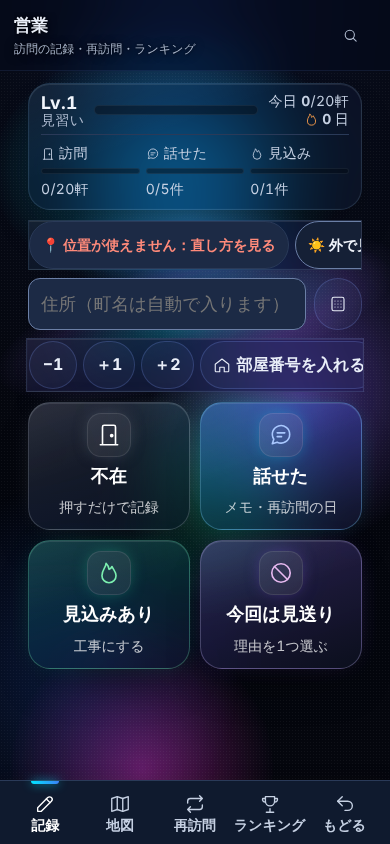 営業
訪問の記録・再訪問・ランキング
Lv.1
見習い
今日 0/20軒
0 日
訪問
話せた
見込み
0/20軒
0/5件
0/1件
📍 位置が使えません：直し方を見る
☀️ 外で
住所（町名は自動で入ります）
−1
＋1
＋2
部屋番号を入れる
不在
押すだけで記録
話せた
メモ・再訪問の日
見込みあり
工事にする
今回は見送り
理由を1つ選ぶ
記録
地図
再訪問
ランキング
もどる